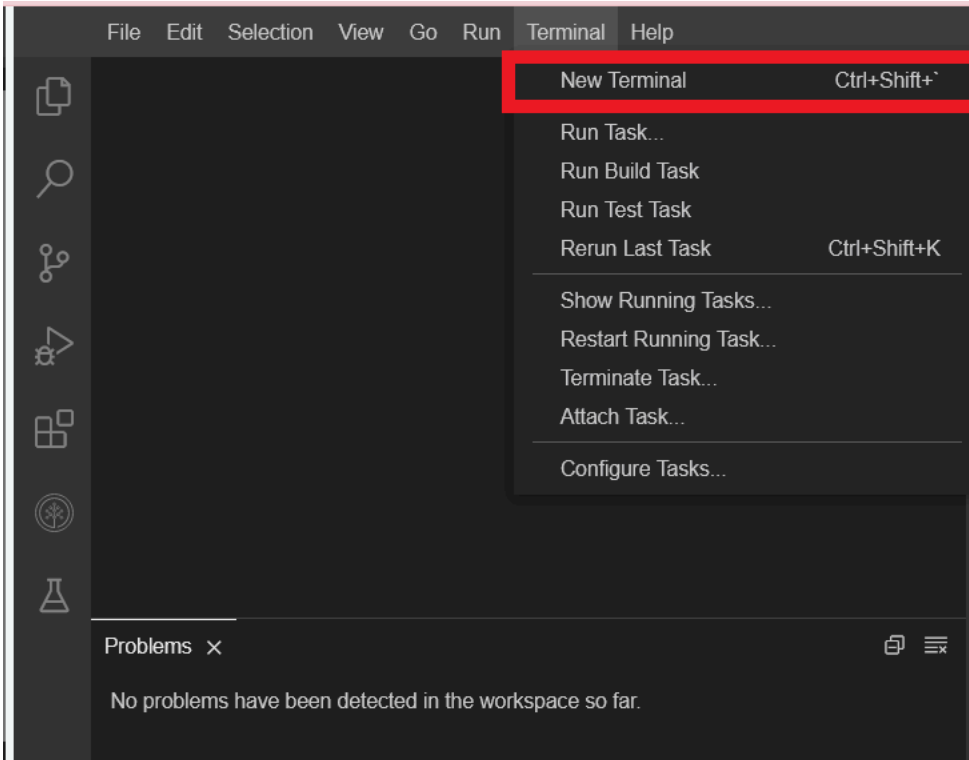 File Edit Selection View Go Run Terminal Help
New Terminal Ctrl+Shift+`
Run Task...
Run Build Task
Run Test Task
Rerun Last Task Ctrl+Shift+K
Show Running Tasks...
Restart Running Task...
Terminate Task...
Attach Task...
Configure Tasks...
Problems
No problems have been detected in the workspace so far.